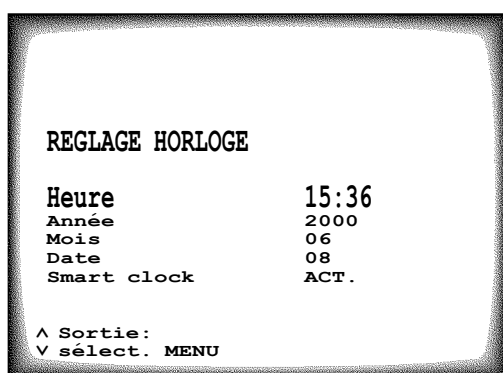 REGLAGE HORLOGE
Heure 15:36
Année 2000
Mois 06
Date 08
Smart clock ACT.
∧ Sortie:
∨ sélect. MENU